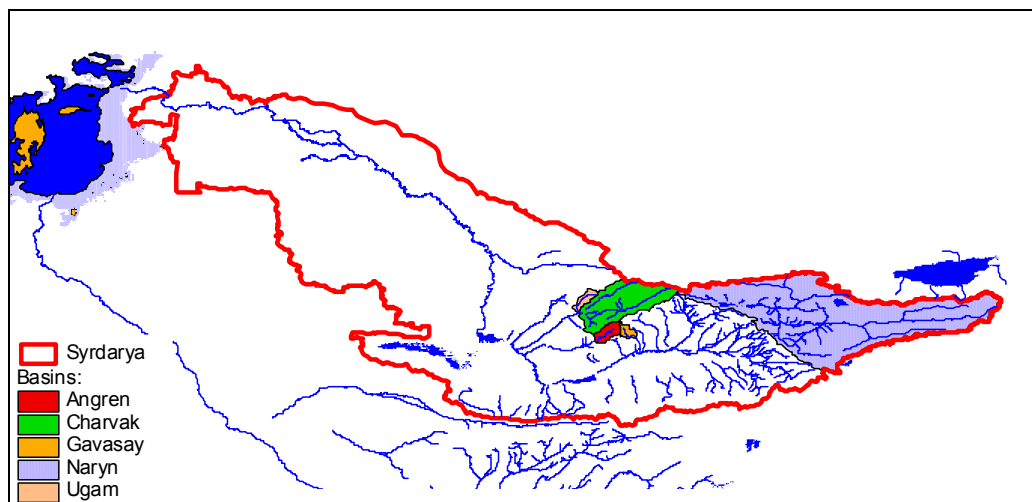 Syrdarya
Basins:
Angren
Charvak
Gavasay
Naryn
Ugam